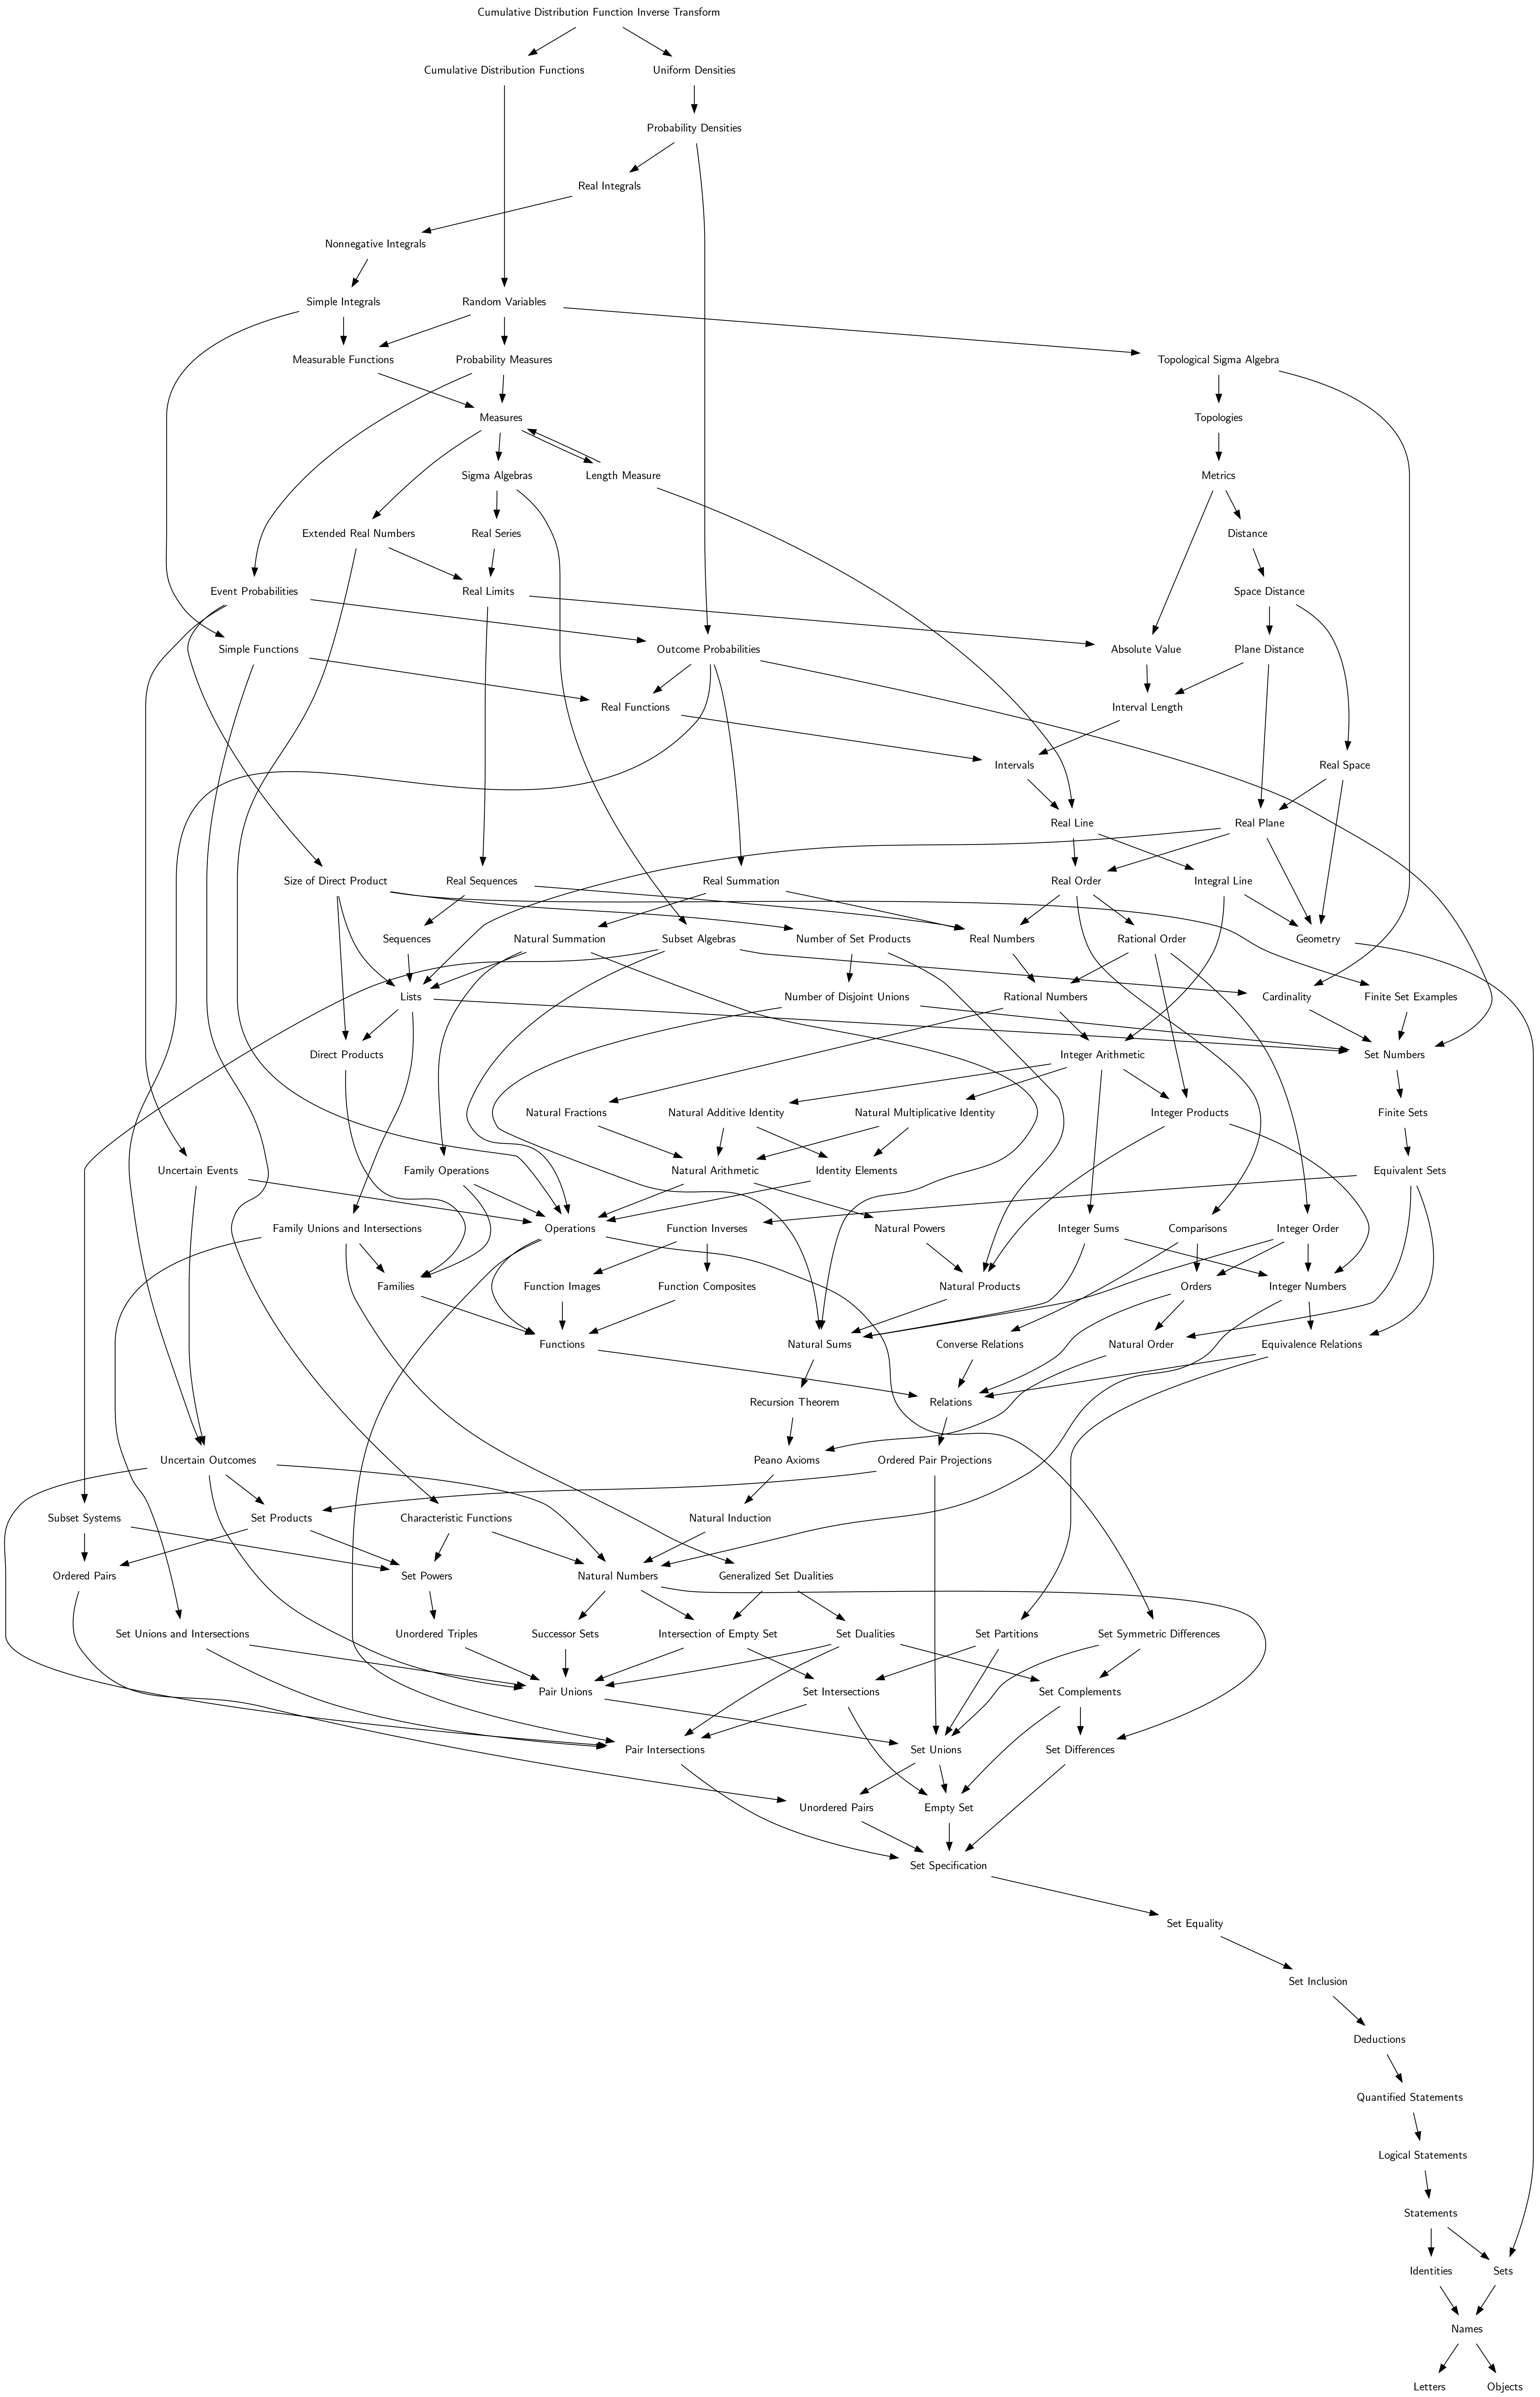 Cumulative Distribution Function Inverse Transform
Cumulative Distribution Functions
Uniform Densities
Probability Densities
Real Integrals
Nonnegative Integrals
Simple Integrals
Random Variables
Measurable Functions
Probability Measures
Topological Sigma Algebra
Measures
Topologies
Sigma Algebras
Length Measure
Metrics
Extended Real Numbers
Real Series
Distance
Event Probabilities
Real Limits
Space Distance
Simple Functions
Outcome Probabilities
Absolute Value
Plane Distance
Real Functions
Interval Length
Intervals
Real Space
Real Line
Real Plane
Size of Direct Product
Real Sequences
Real Summation
Real Order
Integral Line
Sequences
Natural Summation
Subset Algebras
Number of Set Products
Real Numbers
Rational Order
Geometry
Lists
Number of Disjoint Unions
Rational Numbers
Cardinality
Finite Set Examples
Direct Products
Integer Arithmetic
Set Numbers
Natural Fractions
Natural Additive Identity
Natural Multiplicative Identity
Integer Products
Finite Sets
Uncertain Events
Family Operations
Natural Arithmetic
Identity Elements
Equivalent Sets
Family Unions and Intersections
Operations
Function Inverses
Natural Powers
Integer Sums
Comparisons
Integer Order
Families
Function Images
Function Composites
Natural Products
Orders
Integer Numbers
Functions
Natural Sums
Converse Relations
Natural Order
Equivalence Relations
Recursion Theorem
Relations
Uncertain Outcomes
Peano Axioms
Ordered Pair Projections
Subset Systems
Set Products
Characteristic Functions
Natural Induction
Ordered Pairs
Set Powers
Natural Numbers
Generalized Set Dualities
Set Unions and Intersections
Unordered Triples
Successor Sets
Intersection of Empty Set
Set Dualities
Set Partitions
Set Symmetric Differences
Pair Unions
Set Intersections
Set Complements
Pair Intersections
Set Unions
Set Differences
Unordered Pairs
Empty Set
Set Specification
Set Equality
Set Inclusion
Deductions
Quantified Statements
Logical Statements
Statements
Identities
Sets
Names
Letters
Objects